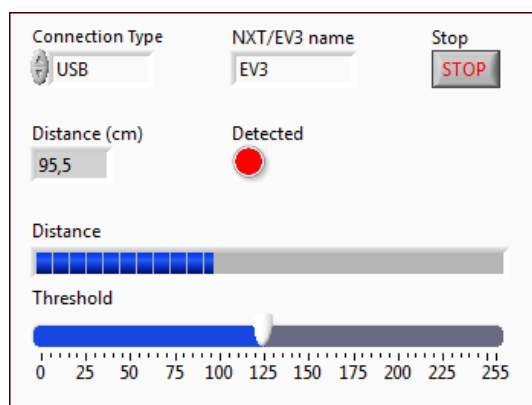 Connection Type NXT/EV3 name Stop
USB EV3 STOP
Distance (cm) Detected
95,5
Distance
Threshold
0 25 50 75 100 125 150 175 200 225 255